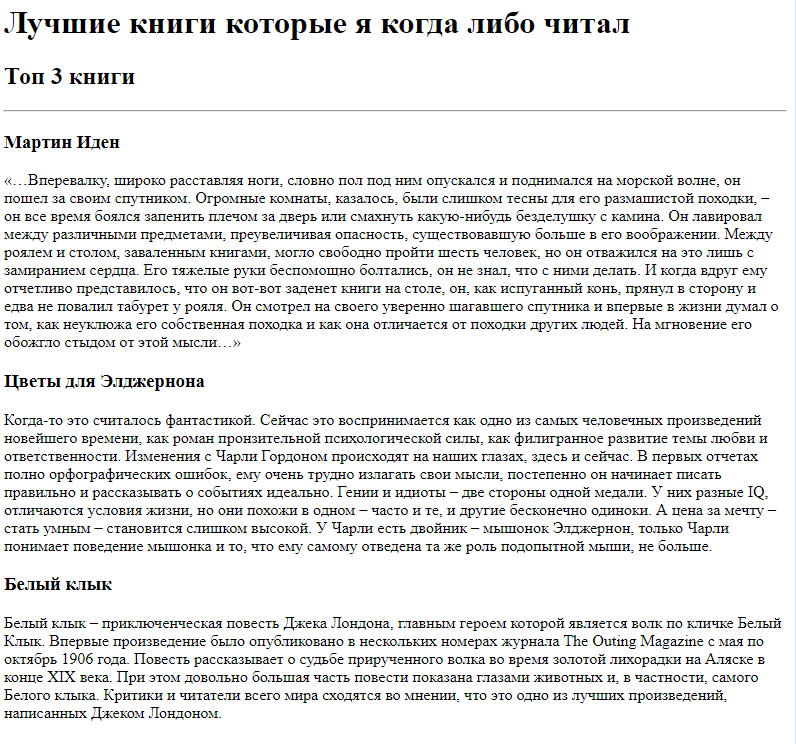 Лучшие книги которые я когда либо читал
Топ 3 книги
Мартин Иден
«…Вперевалку, широко расставляя ноги, словно пол под ним опускался и поднимался на морской волне, он
пошел за своим спутником. Огромные комнаты, казалось, были слишком тесны для его размашистой походки, –
он все время боялся запенить плечом за дверь или смахнуть какую-нибудь безделушку с камина. Он лавировал
между различными предметами, преувеличивая опасность, существовавшую больше в его воображении. Между
роялем и столом, заваленным книгами, могло свободно пройти шесть человек, но он отважился на это лишь с
замиранием сердца. Его тяжелые руки беспомощно болтались, он не знал, что с ними делать. И когда вдруг ему
отчетливо представилось, что он вот-вот заденет книги на столе, он, как испуганный конь, прянул в сторону и
едва не повалил табурет у рояля. Он смотрел на своего уверенно шагавшего спутника и впервые в жизни думал о
том, как неуклюжа его собственная походка и как она отличается от походки других людей. На мгновение его
обожгло стыдом от этой мысли…»
Цветы для Элджернона
Когда-то это считалось фантастикой. Сейчас это воспринимается как одно из самых человечных произведений
новейшего времени, как роман пронзительной психологической силы, как филигранное развитие темы любви и
ответственности. Изменения с Чарли Гордоном происходят на наших глазах, здесь и сейчас. В первых отчетах
полно орфографических ошибок, ему очень трудно излагать свои мысли, постепенно он начинает писать
правильно и рассказывать о событиях идеально. Гении и идиоты – две стороны одной медали. У них разные IQ,
отличаются условия жизни, но они похожи в одном – часто и те, и другие бесконечно одиноки. А цена за мечту –
стать умным – становится слишком высокой. У Чарли есть двойник – мышонок Элджернон, только Чарли
понимает поведение мышонка и то, что ему самому отведена та же роль подопытной мыши, не больше.
Белый клык
Белый клык – приключенческая повесть Джека Лондона, главным героем которой является волк по кличке Белый
Клык. Впервые произведение было опубликовано в нескольких номерах журнала The Outing Magazine с мая по
октябрь 1906 года. Повесть рассказывает о судьбе прирученного волка во время золотой лихорадки на Аляске в
конце XIX века. При этом довольно большая часть повести показана глазами животных и, в частности, самого
Белого клыка. Критики и читатели всего мира сходятся во мнении, что это одно из лучших произведений,
написанных Джеком Лондоном.